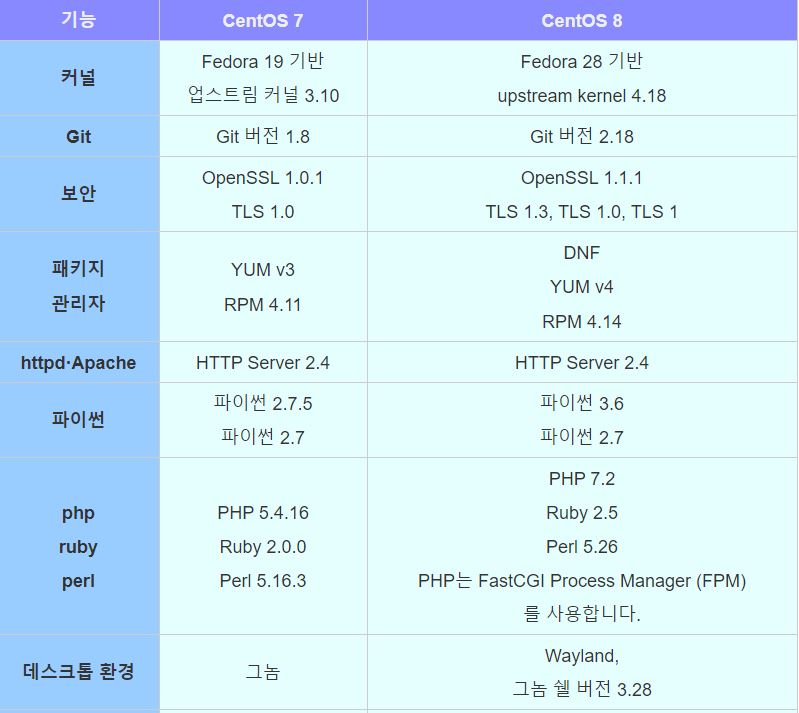 기능 CentOS 7 CentOS 8
커널
Fedora 19 기반
업스트림 커널 3.10
Fedora 28 기반
upstream kernel 4.18
Git Git 버전 1.8 Git 버전 2.18
보안
OpenSSL 1.0.1
TLS 1.0
OpenSSL 1.1.1
TLS 1.3, TLS 1.0, TLS 1
패키지
관리자
YUM v3
RPM 4.11
DNF
YUM v4
RPM 4.14
httpd·Apache HTTP Server 2.4 HTTP Server 2.4
파이썬
파이썬 2.7.5
파이썬 2.7
파이썬 3.6
파이썬 2.7
php
ruby
perl
PHP 5.4.16
Ruby 2.0.0
Perl 5.16.3
PHP 7.2
Ruby 2.5
Perl 5.26
PHP는 FastCGI Process Manager (FPM)
를 사용합니다.
데스크톱 환경
그놈
Wayland,
그놈 쉘 버전 3.28